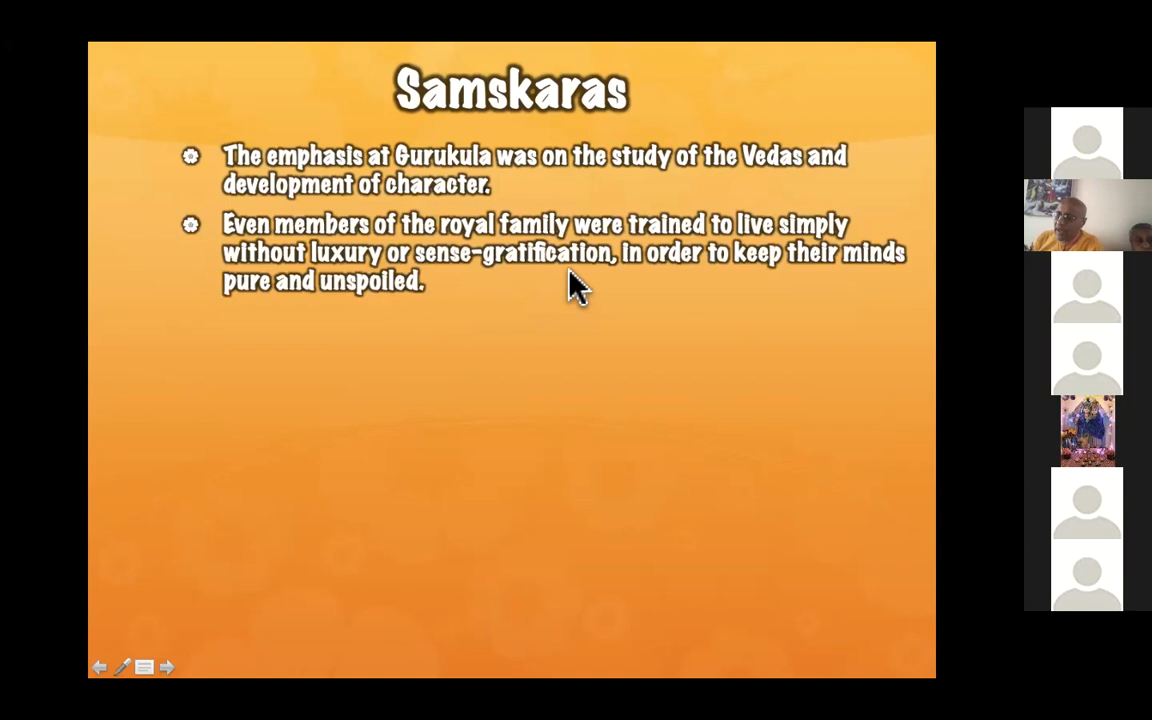 Samskaras
The emphasis at Gurukula was on the study of the Vedas and
development of character.
Even members of the royal family were trained to live simply
without luxury or sense-gratification, in order to keep their minds
pure and unspoiled.